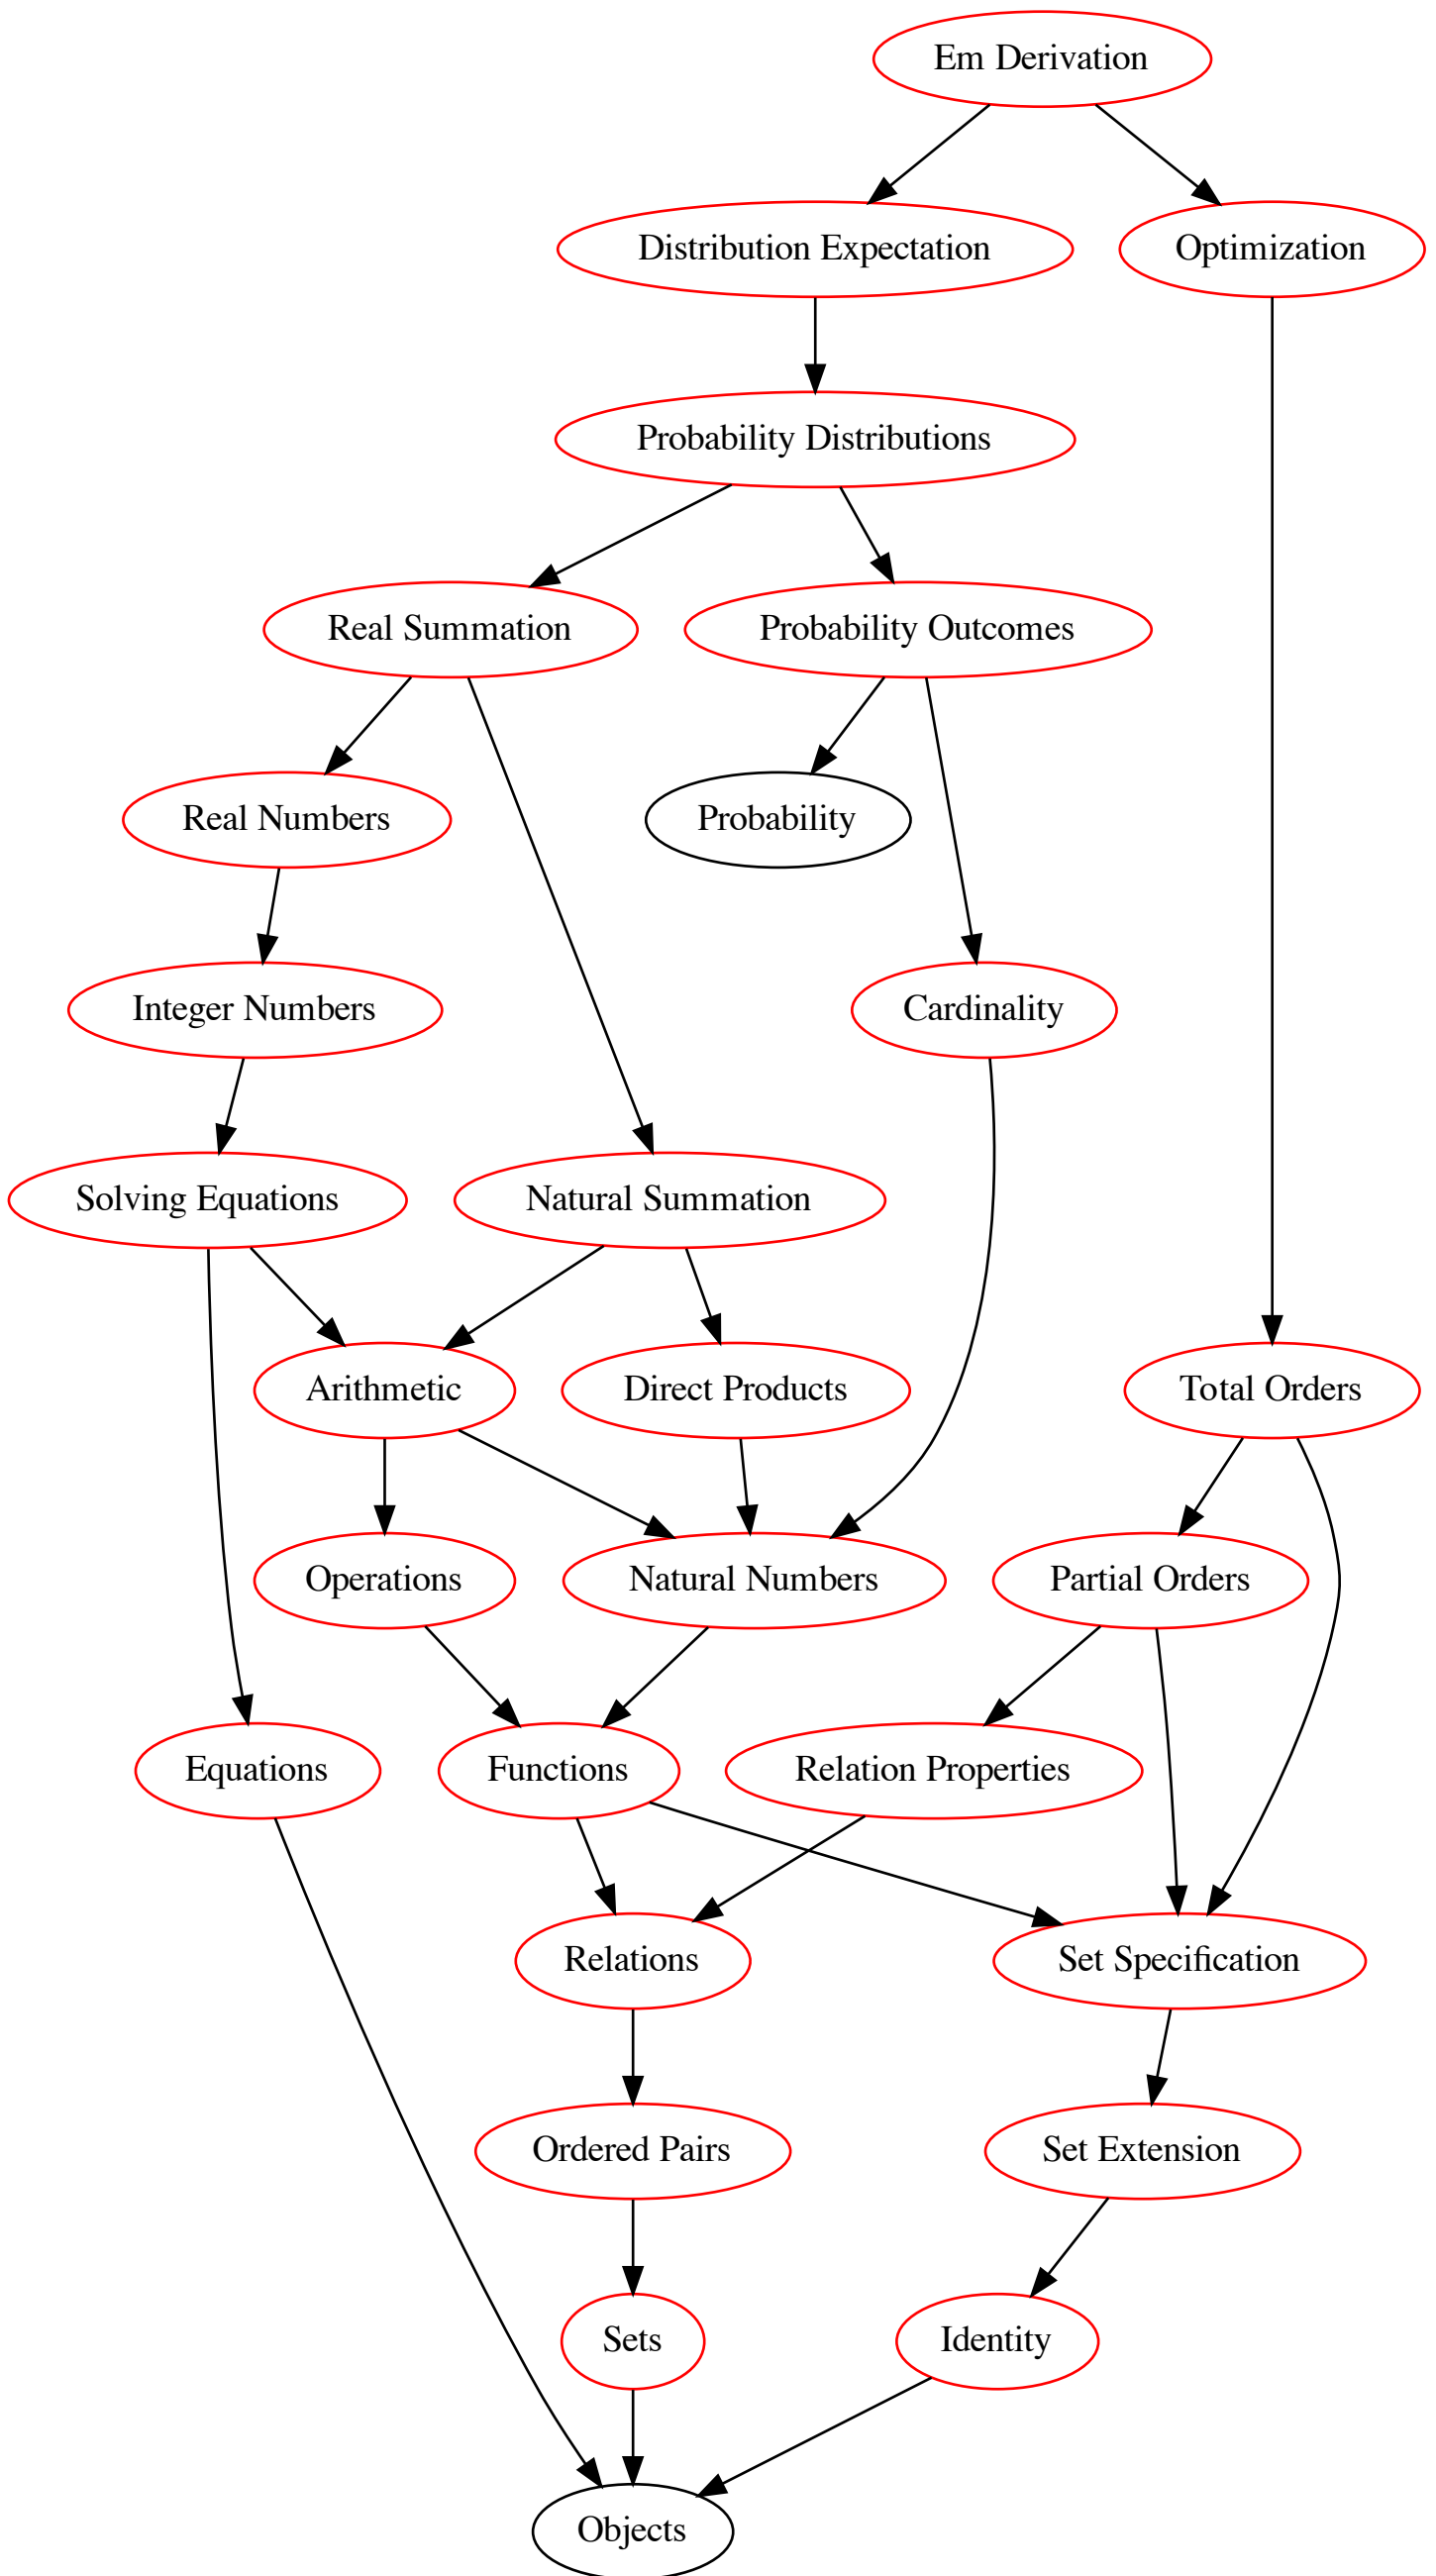 Em Derivation
Distribution Expectation
Optimization
Probability Distributions
Real Summation
Probability Outcomes
Real Numbers
Probability
Integer Numbers
Cardinality
Solving Equations
Natural Summation
Arithmetic
Direct Products
Total Orders
Operations
Natural Numbers
Partial Orders
Equations
Functions
Relation Properties
Relations
Set Specification
Ordered Pairs
Set Extension
Sets
Identity
Objects